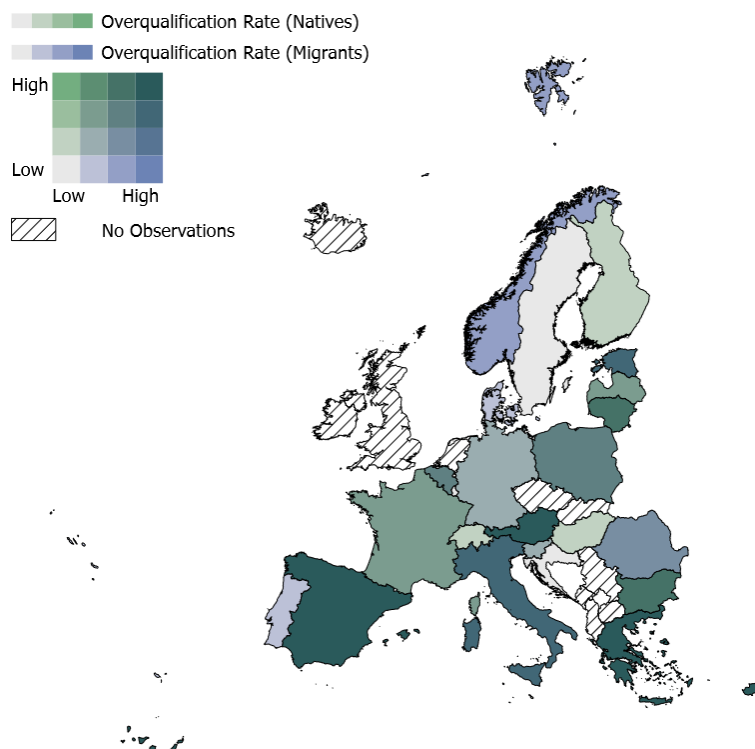 Overqualification Rate (Natives)
Overqualification Rate (Migrants)
High
Low
Low High
No Observations